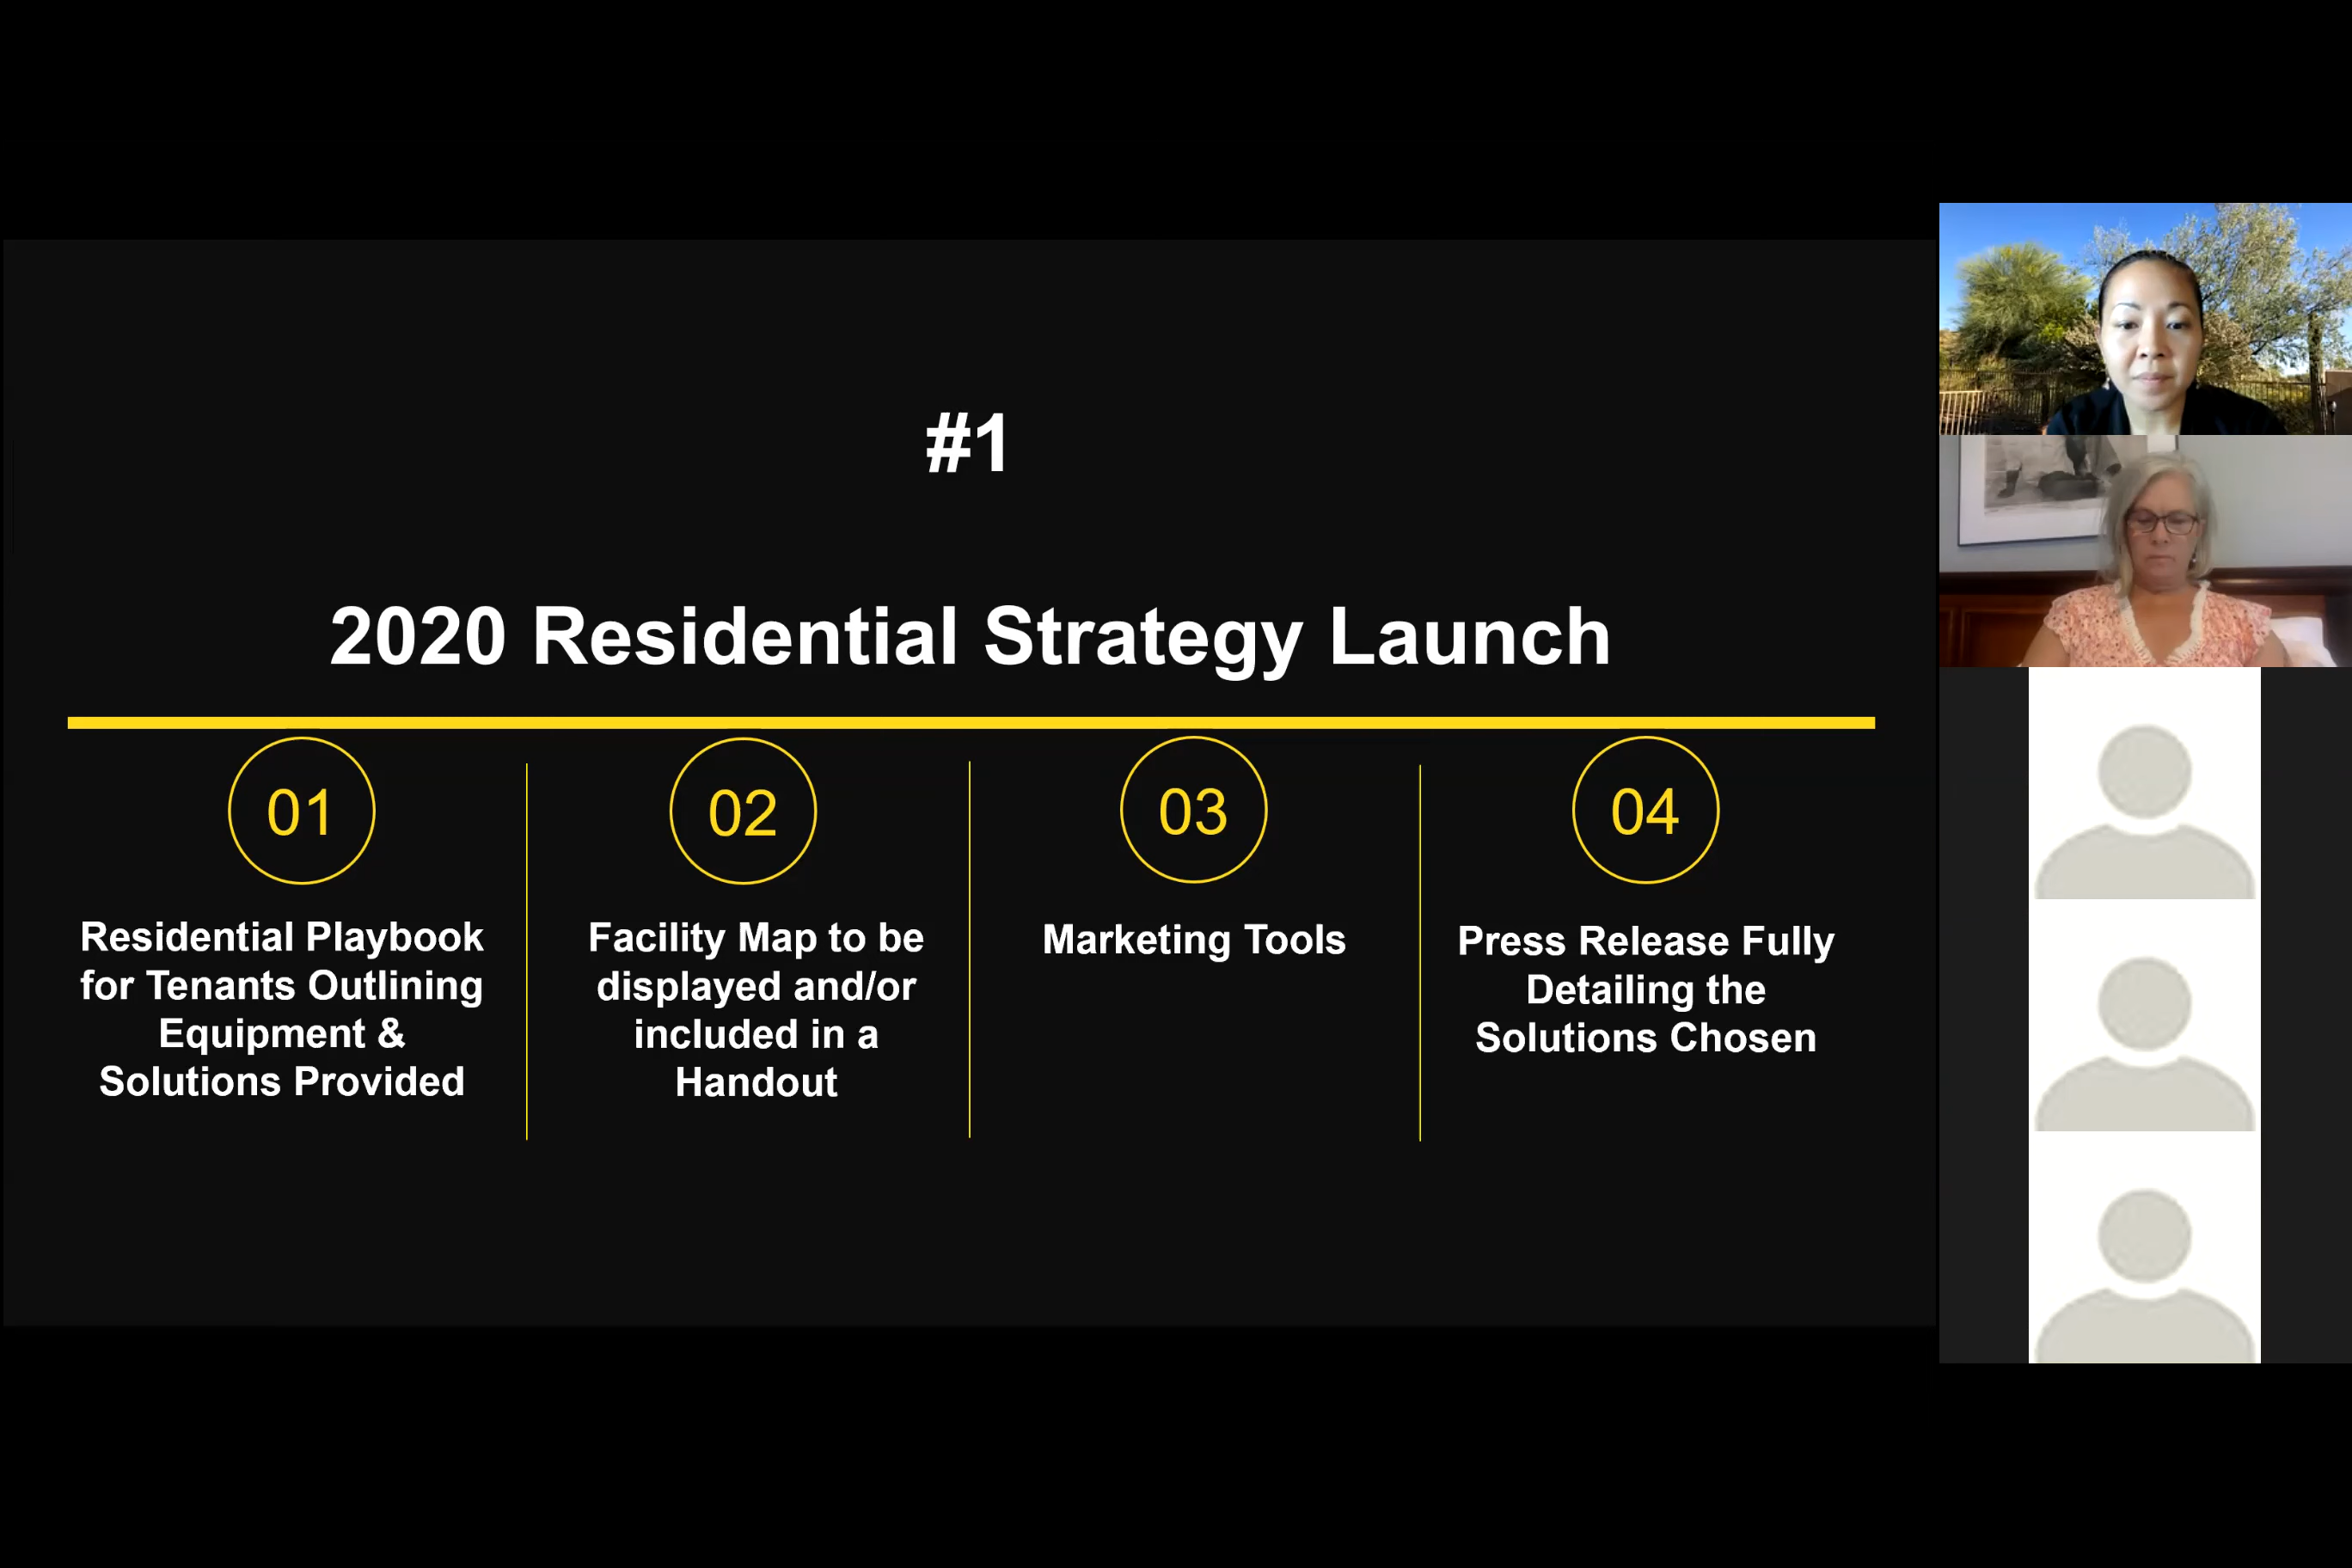 #1
2020 Residential Strategy Launch
01
Residential Playbook
for Tenants Outlining
Equipment &
Solutions Provided
02
Facility Map to be
displayed and/or
included in a
Handout
03
Marketing Tools
04
Press Release Fully
Detailing the
Solutions Chosen